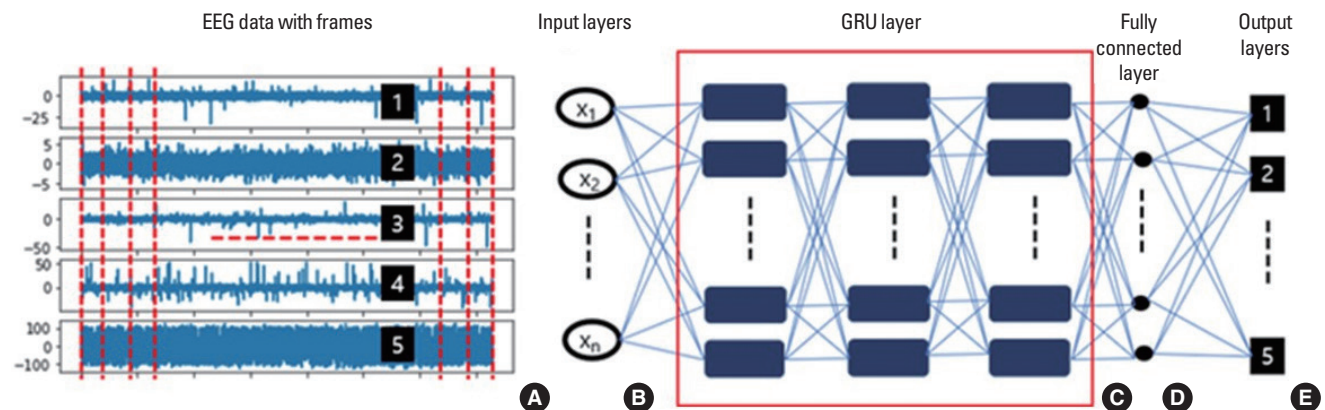 EEG data with frames
Input layers
GRU layer
Fully
connected
layer
Output
layers
0
-25
1
5
0
-5
2
0
-50
3
50
0
4
100
0
-100
5
X1
X2
Xn
1
2
5
A
B
C
D
E